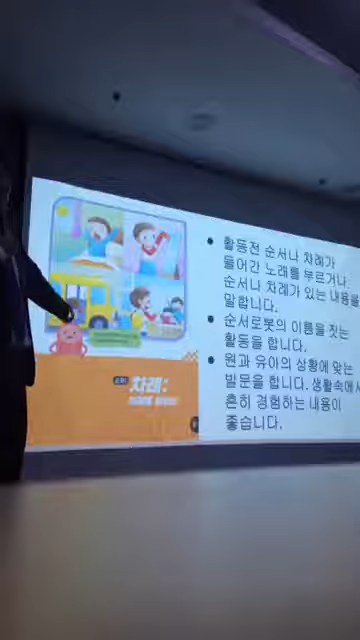 차례:
• 활동전 순서나 차례가
들어간 노래를 부르거나
순서나 차례가 있는 내용을
말합니다.
• 순서로봇의 이름을 짓는
활동을 합니다.
• 원과 유아의 상황에 맞는
발문을 합니다. 생활속에서
흔히 경험하는 내용이
좋습니다.